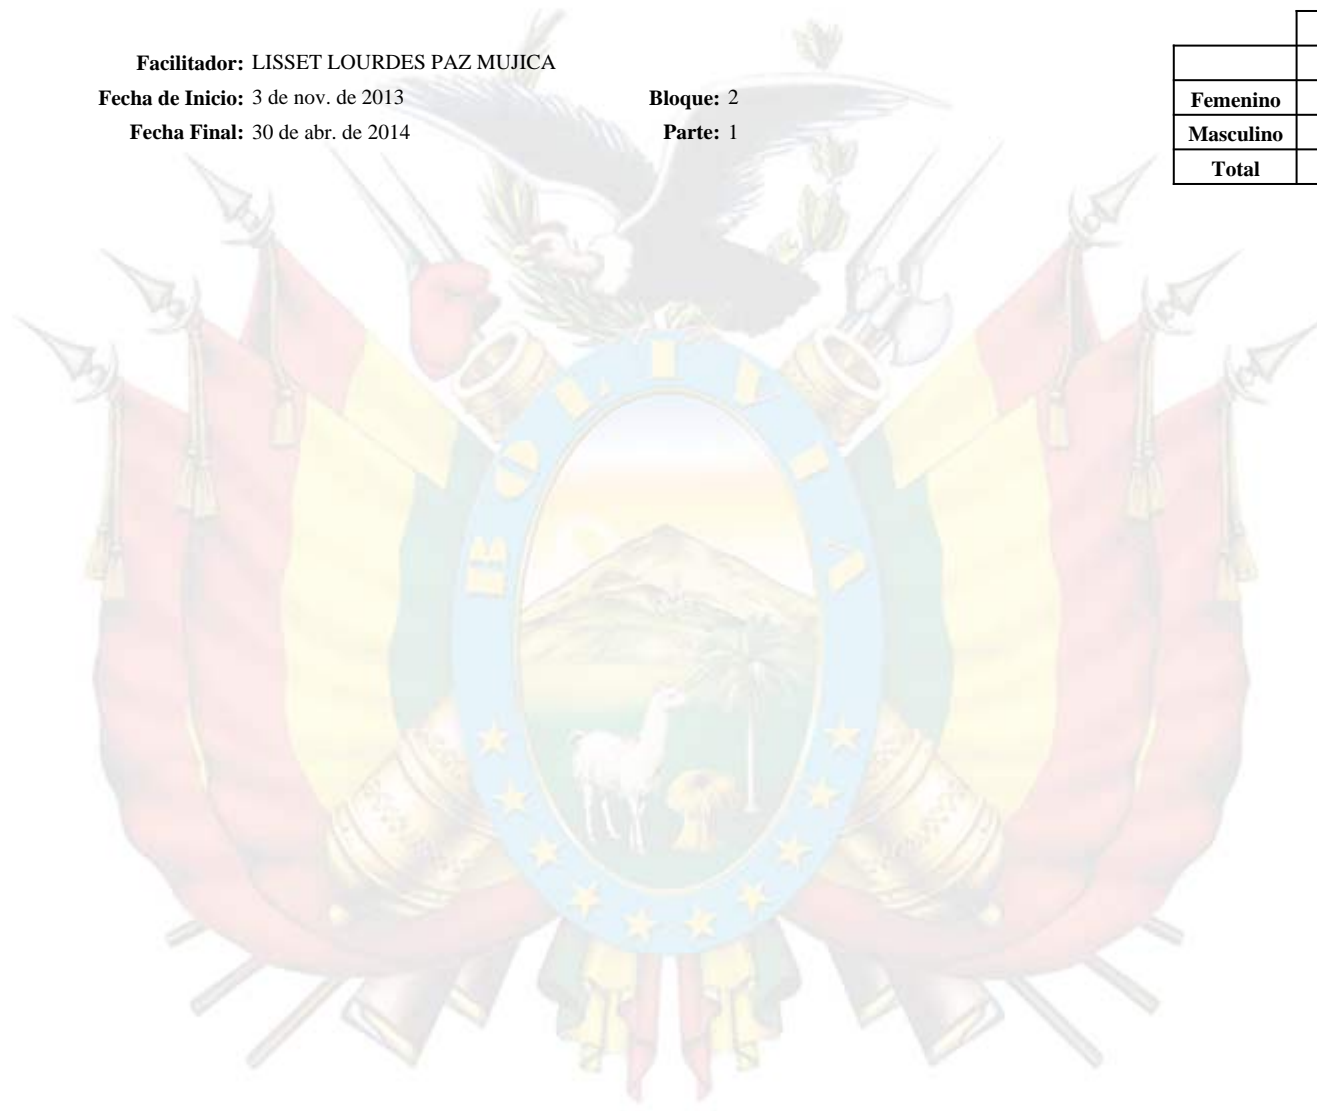 Facilitador: LISSET LOURDES PAZ MUJICA
Fecha de Inicio: 3 de nov. de 2013 Bloque: 2
Fecha Final: 30 de abr. de 2014 Parte: 1
Femenino
Masculino
Total
BOLIVIA